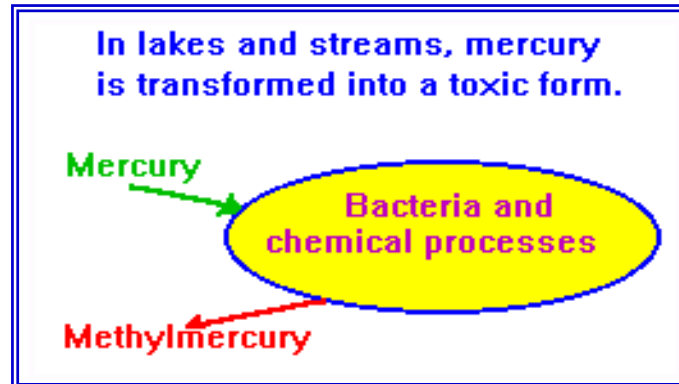 In lakes and streams, mercury
is transformed into a toxic form.
Mercury
Bacteria and
chemical processes
Methylmercury